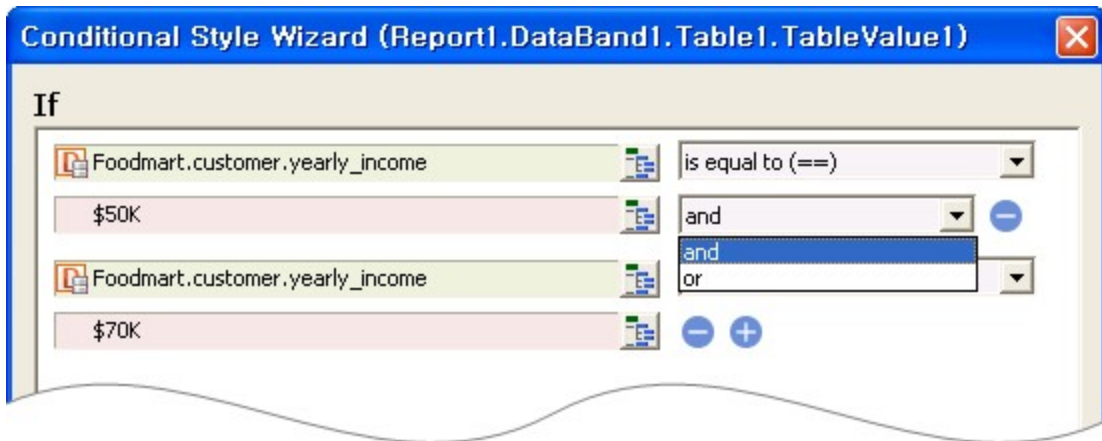 Conditional Style Wizard (Report1.DataBand1.Table1.TableValue1)
If
Foodmart.customer.yearly_income is equal to (==)
$50K and
and
Foodmart.customer.yearly_income or
$70K